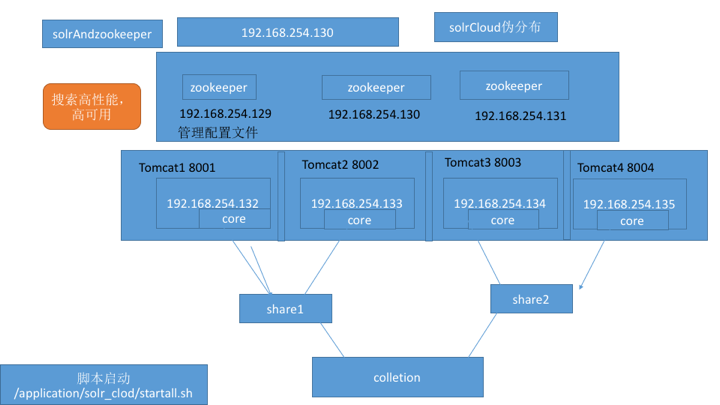 solrAndzookeeper
192.168.254.130
solrCloud伪分布
搜索高性能，
高可用
zookeeper
zookeeper
zookeeper
192.168.254.129
192.168.254.130
192.168.254.131
管理配置文件
Tomcat1 8001
Tomcat2 8002
Tomcat3 8003
Tomcat4 8004
192.168.254.132
192.168.254.133
192.168.254.134
192.168.254.135
core
core
core
core
share1
share2
colletion
脚本启动
/application/solr_clod/startall.sh